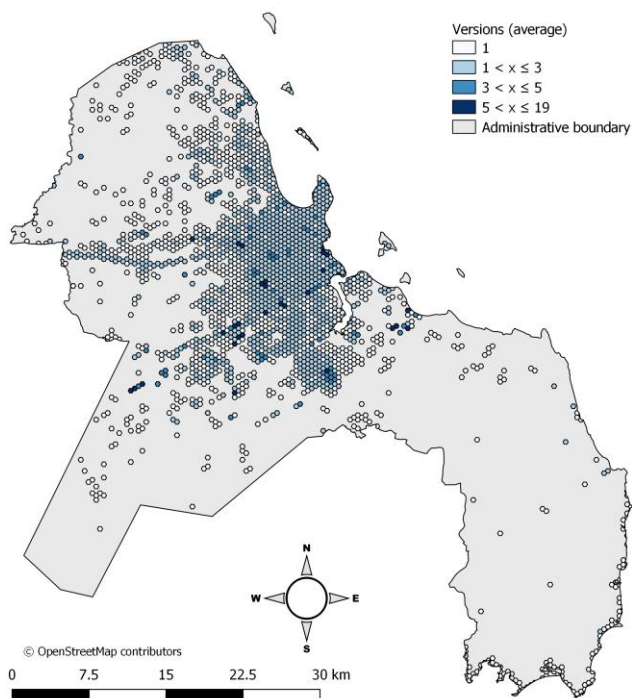 Versions (average)
1
1 < x ≤ 3
3 < x ≤ 5
5 < x ≤ 19
Administrative boundary
N
W E
S
© OpenStreetMap contributors
0 7.5 15 22.5 30 km